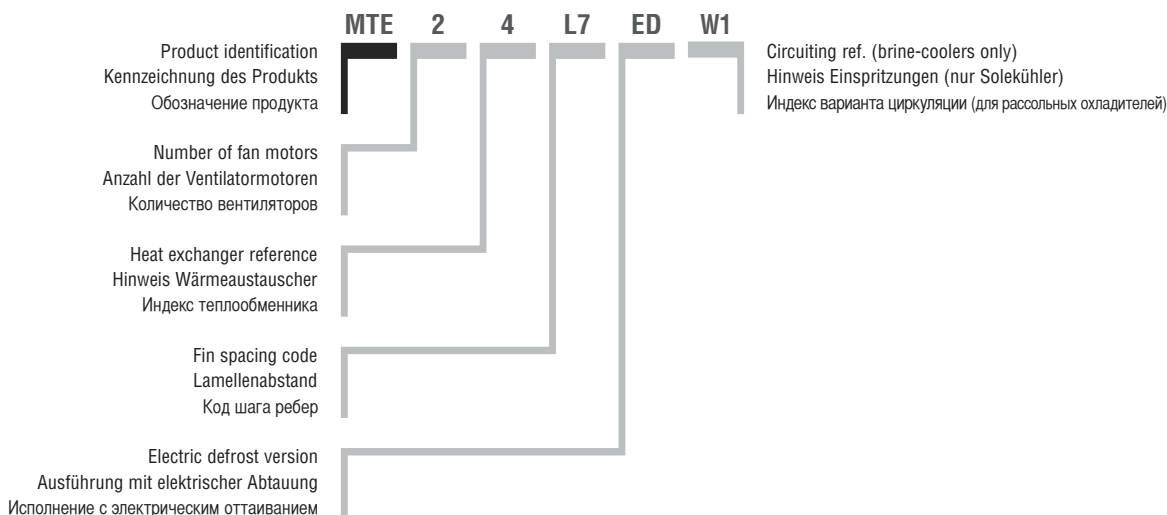 MTE 2 4 L7 ED W1
Product identification
Kennzeichnung des Produkts
Обозначение продукта
Circuiting ref. (brine-coolers only)
Hinweis Einspritzungen (nur Solekühler)
Индекс варианта циркуляции (для рассольных охладителей)
Number of fan motors
Anzahl der Ventilatormotoren
Количество вентиляторов
Heat exchanger reference
Hinweis Wärmeaustauscher
Индекс теплообменника
Fin spacing code
Lamellenabstand
Код шага ребер
Electric defrost version
Ausführung mit elektrischer Abtauung
Исполнение с электрическим оттаиванием